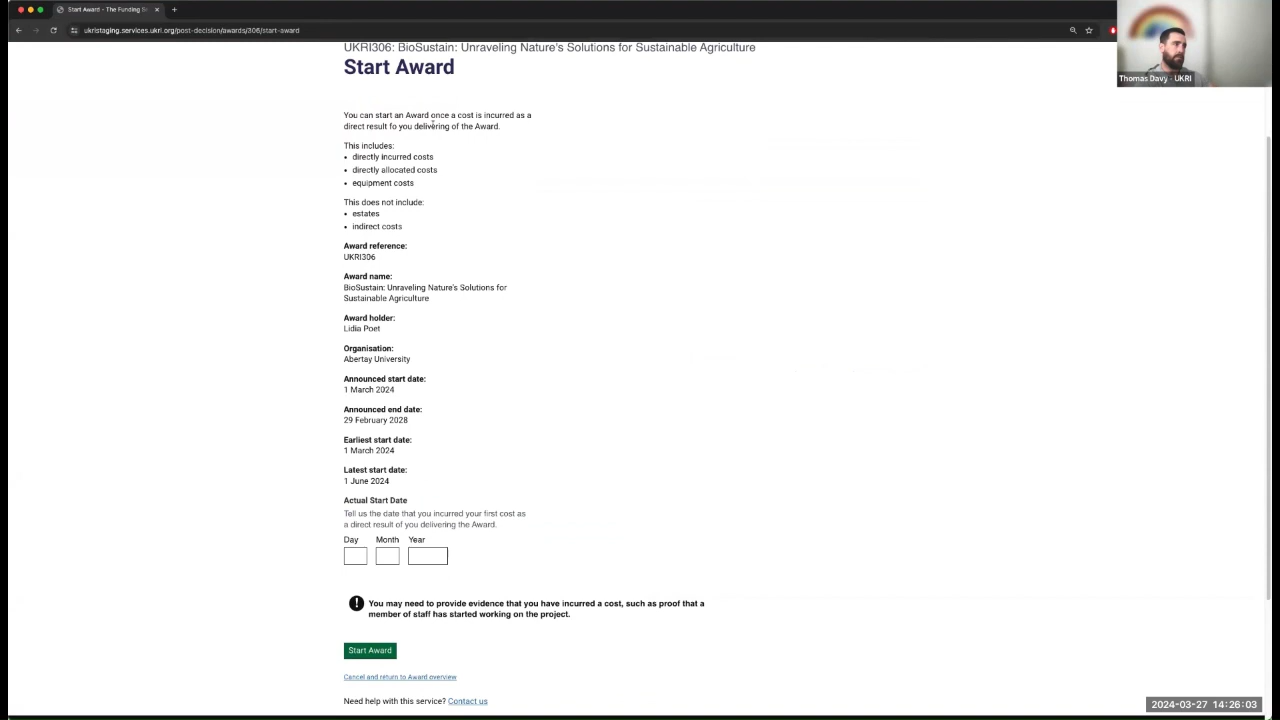 Start Award - The Funding S
ukristaging.services.ukri.org/post-decision/awards/306/start-award
Thomas Davy - UKRI
UKRI306: BioSustain: Unraveling Nature's Solutions for Sustainable Agriculture
Start Award
You can start an Award once a cost is incurred as a
direct result fo you delivering of the Award.
This includes:
• directly incurred costs
• directly allocated costs
• equipment costs
This does not include:
• estates
• indirect costs
Award reference:
UKRI306
Award name:
BioSustain: Unraveling Nature's Solutions for
Sustainable Agriculture
Award holder:
Lidia Poet
Organisation:
Abertay University
Announced start date:
1 March 2024
Announced end date:
29 February 2028
Earliest start date:
1 March 2024
Latest start date:
1 June 2024
Actual Start Date
Tell us the date that you incurred your first cost as
a direct result of you delivering the Award.
Day Month Year
! You may need to provide evidence that you have incurred a cost, such as proof that a
member of staff has started working on the project.
Start Award
Cancel and return to Award overview
Need help with this service? Contact us
2024-03-27 14:26:03